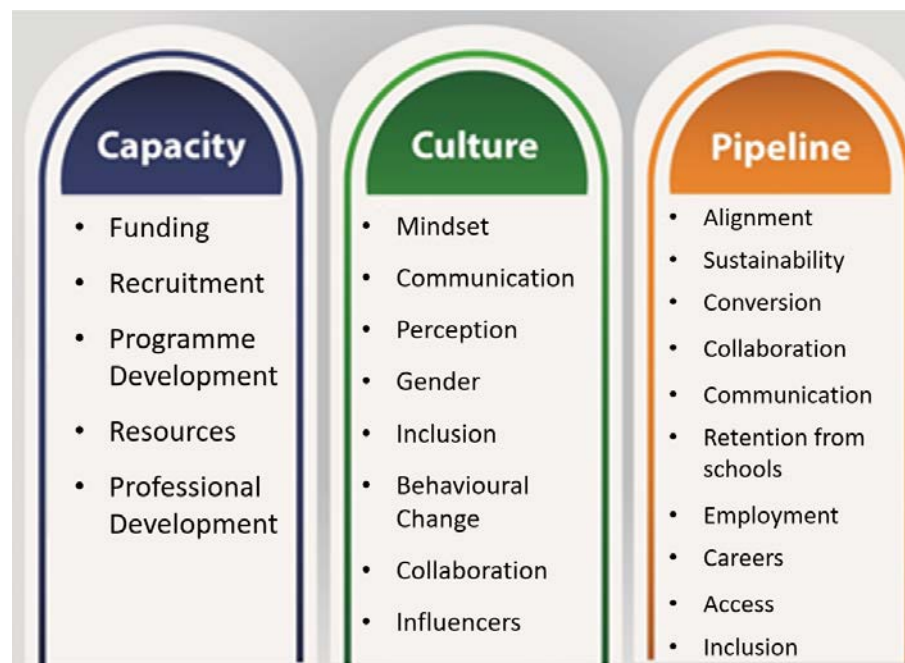 Capacity
• Funding
• Recruitment
• Programme
Development
• Resources
• Professional
Development
Culture
• Mindset
• Communication
• Perception
• Gender
• Inclusion
• Behavioural
Change
• Collaboration
• Influencers
Pipeline
• Alignment
• Sustainability
• Conversion
• Collaboration
• Communication
• Retention from
schools
• Employment
• Careers
• Access
• Inclusion